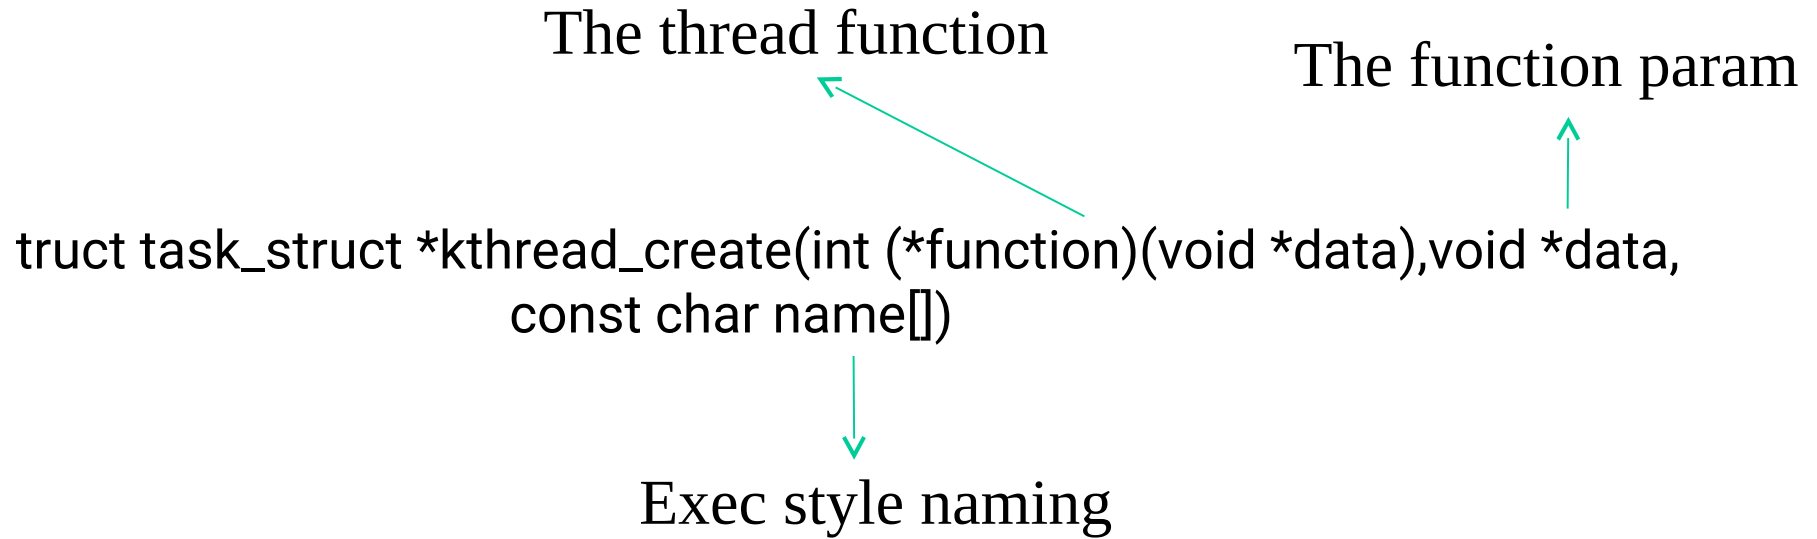 The thread function
The function param
truct task_struct *kthread_create(int (*function)(void *data),void *data,
const char name[])
Exec style naming